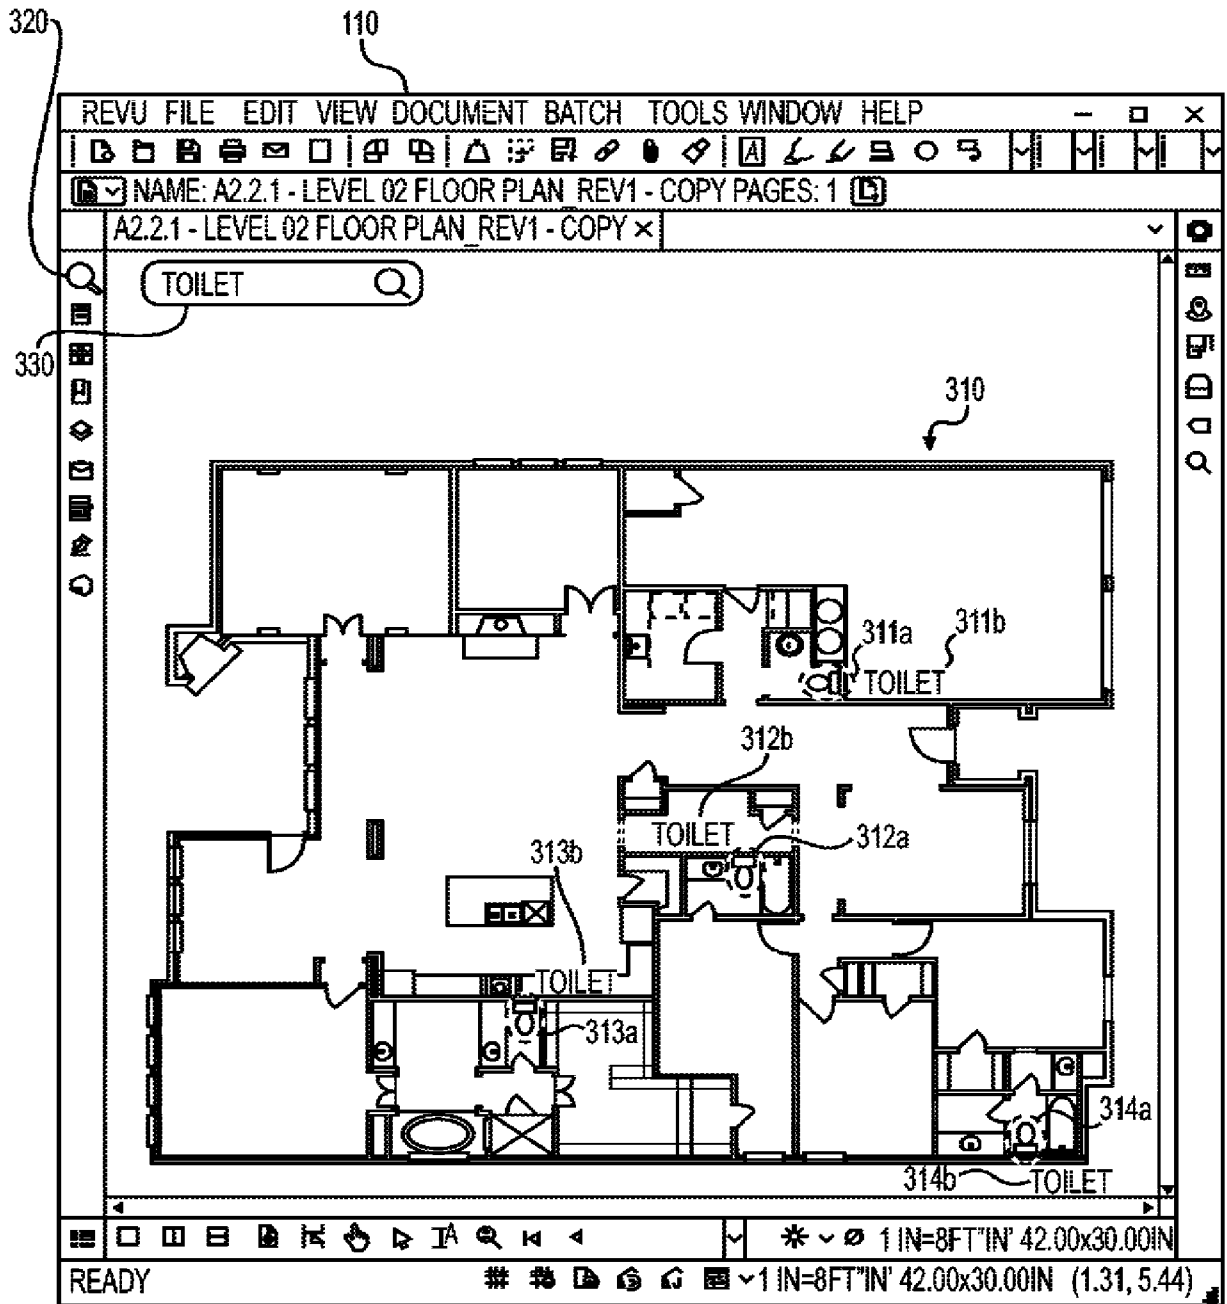 320
110
REVU FILE EDIT VIEW DOCUMENT BATCH TOOLS WINDOW HELP
NAME: A2.2.1 - LEVEL 02 FLOOR PLAN_REV1 - COPY PAGES: 1
A2.2.1 - LEVEL 02 FLOOR PLAN_REV1 - COPY
TOILET
330
310
311a
311b
TOILET
312b
TOILET
312a
313b
TOILET
313a
314a
314b
TOILET
1 IN=8FT"IN' 42.00x30.00IN
READY
1 IN=8FT"IN' 42.00x30.00IN (1.31, 5.44)